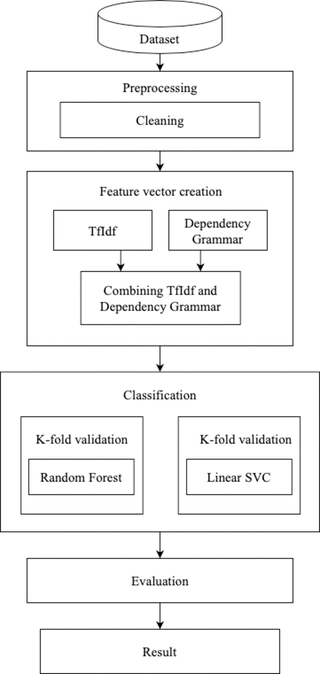 Dataset
Preprocessing
Cleaning
Feature vector creation
TfIdf
Dependency
Grammar
Combining TfIdf and
Dependency Grammar
Classification
K-fold validation
Random Forest
K-fold validation
Linear SVC
Evaluation
Result